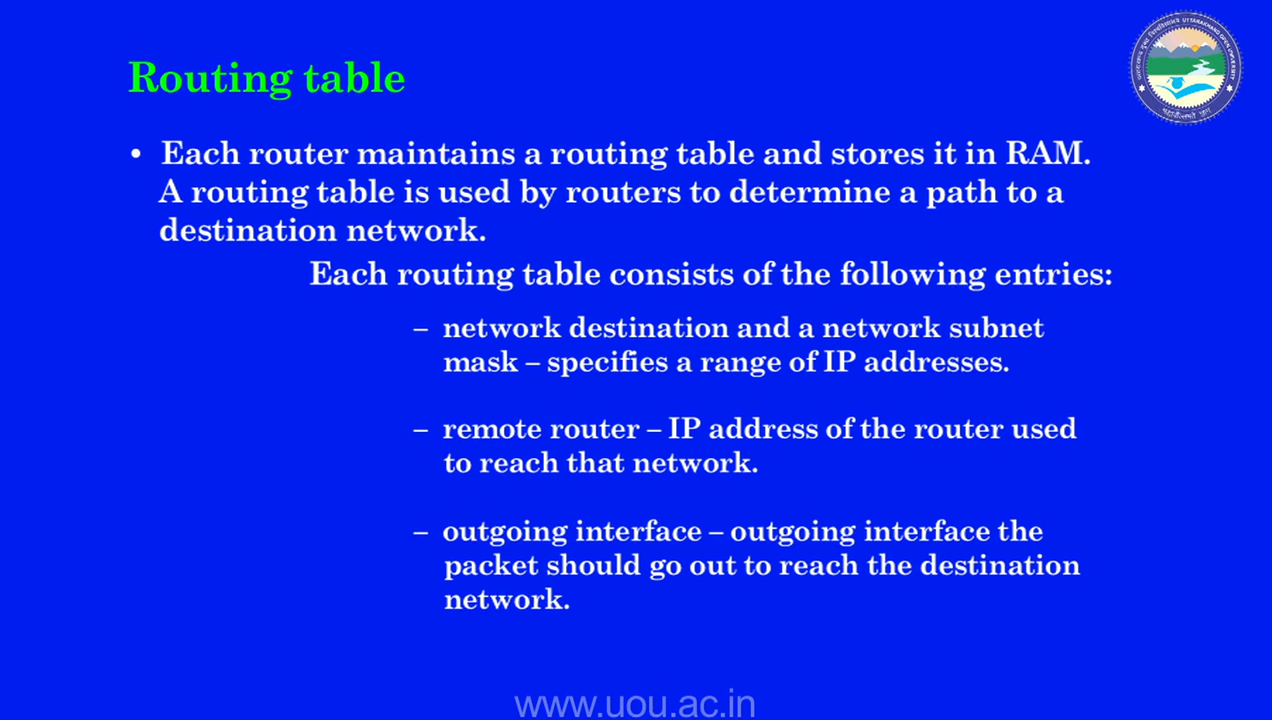 Routing table
• Each router maintains a routing table and stores it in RAM.
A routing table is used by routers to determine a path to a
destination network.
Each routing table consists of the following entries:
– network destination and a network subnet
mask – specifies a range of IP addresses.
– remote router – IP address of the router used
to reach that network.
– outgoing interface – outgoing interface the
packet should go out to reach the destination
network.
www.uou.ac.in